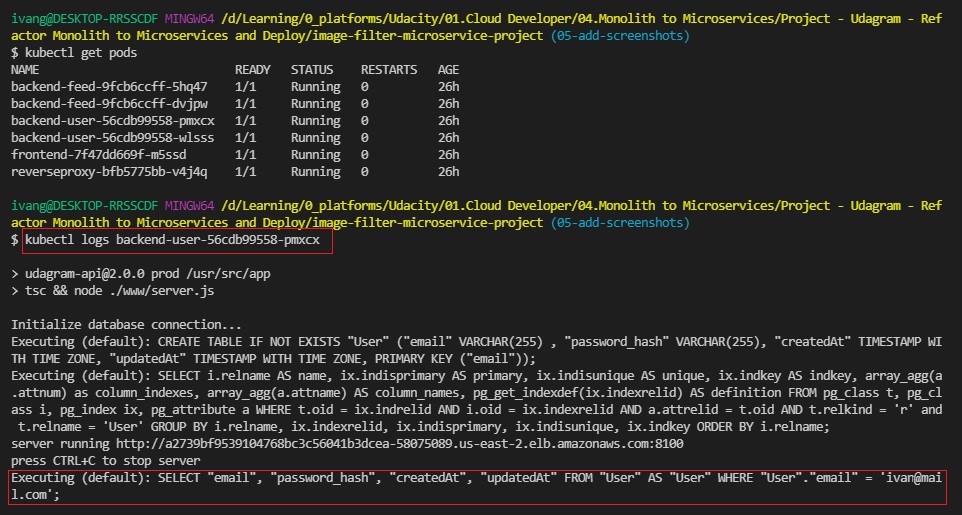 ivang@DESKTOP-RRSSCDF MINGW64 /d/Learning/0_platforms/Udacity/01.Cloud Developer/04.Monolith to Microservices/Project - Udagram - Ref
actor Monolith to Microservices and Deploy/image-filter-microservice-project (05-add-screenshots)
$ kubectl get pods
NAME READY STATUS RESTARTS AGE
backend-feed-9fcb6ccff-5hq47 1/1 Running 0 26h
backend-feed-9fcb6ccff-dvjpw 1/1 Running 0 26h
backend-user-56cdb99558-pmxcx 1/1 Running 0 26h
backend-user-56cdb99558-wlsss 1/1 Running 0 26h
frontend-7f47dd669f-m5ssd 1/1 Running 0 26h
reverseproxy-bfb5775bb-v4j4q 1/1 Running 0 26h
ivang@DESKTOP-RRSSCDF MINGW64 /d/Learning/0_platforms/Udacity/01.Cloud Developer/04.Monolith to Microservices/Project - Udagram - Ref
actor Monolith to Microservices and Deploy/image-filter-microservice-project (05-add-screenshots)
$ kubectl logs backend-user-56cdb99558-pmxcx
> udagram-api@2.0.0 prod /usr/src/app
> tsc && node ./www/server.js
Initialize database connection...
Executing (default): CREATE TABLE IF NOT EXISTS "User" ("email" VARCHAR(255) , "password_hash" VARCHAR(255), "createdAt" TIMESTAMP WI
TH TIME ZONE, "updatedAt" TIMESTAMP WITH TIME ZONE, PRIMARY KEY ("email"));
Executing (default): SELECT i.relname AS name, ix.indisprimary AS primary, ix.indisunique AS unique, ix.indkey AS indkey, array_agg(a
.attnum) as column_indexes, array_agg(a.attname) AS column_names, pg_get_indexdef(ix.indexrelid) AS definition FROM pg_class t, pg_cl
ass i, pg_index ix, pg_attribute a WHERE t.oid = ix.indrelid AND i.oid = ix.indexrelid AND a.attrelid = t.oid AND t.relkind = 'r' and
t.relname = 'User' GROUP BY i.relname, ix.indexrelid, ix.indisprimary, ix.indisunique, ix.indkey ORDER BY i.relname;
server running http://a2739bf9539104768bc3c56041b3dcea-58075089.us-east-2.elb.amazonaws.com:8100
press CTRL+C to stop server
Executing (default): SELECT "email", "password_hash", "createdAt", "updatedAt" FROM "User" AS "User" WHERE "User"."email" = 'ivan@mai
l.com';